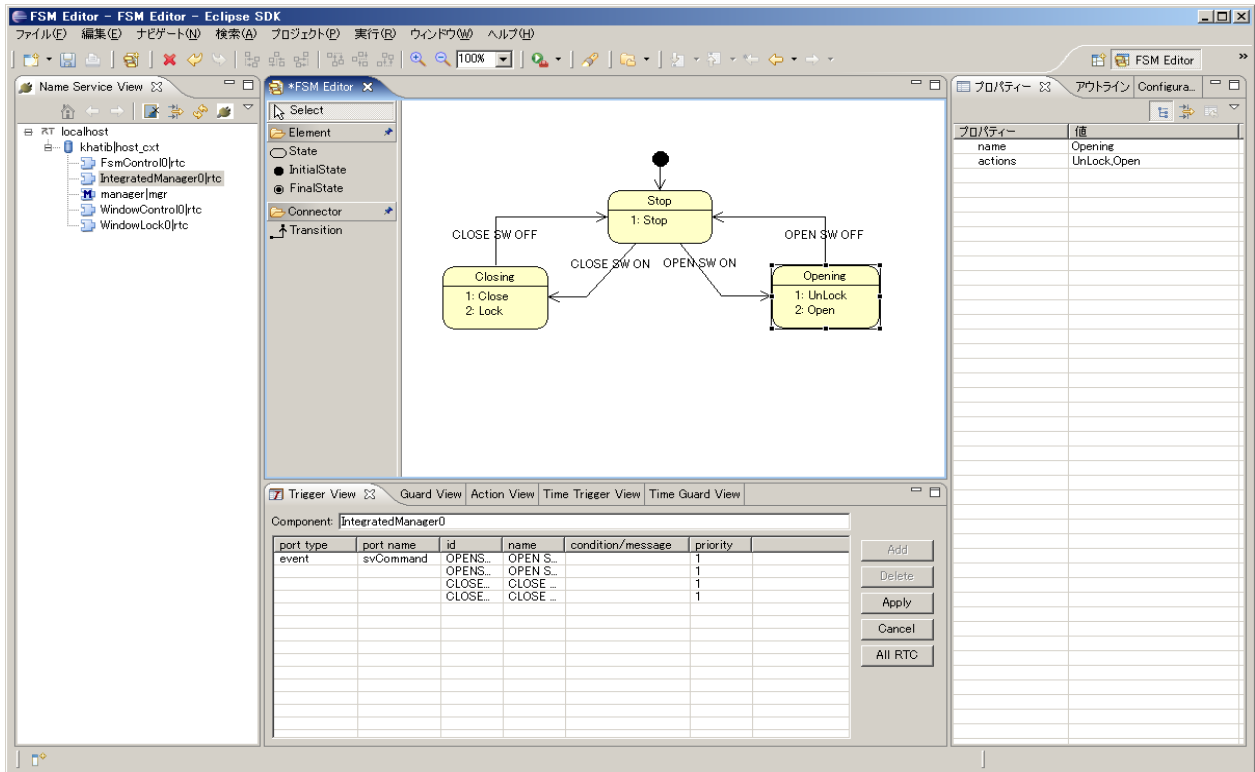 FSM Editor - FSM Editor - Eclipse SDK
ファイル(F) 編集(E) ナビゲート(N) 検索(A) プロジェクト(P) 実行(R) ウィンドウ(W) ヘルプ(H)
100%
FSM Editor
»
Name Service View
*FSM Editor
プロパティー
アウトライン
Configura...
RT localhost
khatib|host_cxt
FsmControl0|rtc
IntegratedManager0|rtc
manager|mgr
WindowControl0|rtc
WindowLock0|rtc
Select
Element
State
InitialState
FinalState
Connector
Transition
Stop
1: Stop
CLOSE SW OFF
OPEN SW OFF
CLOSE SW ON
OPEN SW ON
Closing
1: Close
2: Lock
Opening
1: UnLock
2: Open
プロパティー 値
name Opening
actions UnLock,Open
Trigger View
Guard View
Action View
Time Trigger View
Time Guard View
Component: IntegratedManager0
port type port name id name condition/message priority
event svCommand OPENS... OPEN S... 1
OPENS... OPEN S... 1
CLOSE... CLOSE ... 1
CLOSE... CLOSE ... 1
Add
Delete
Apply
Cancel
All RTC